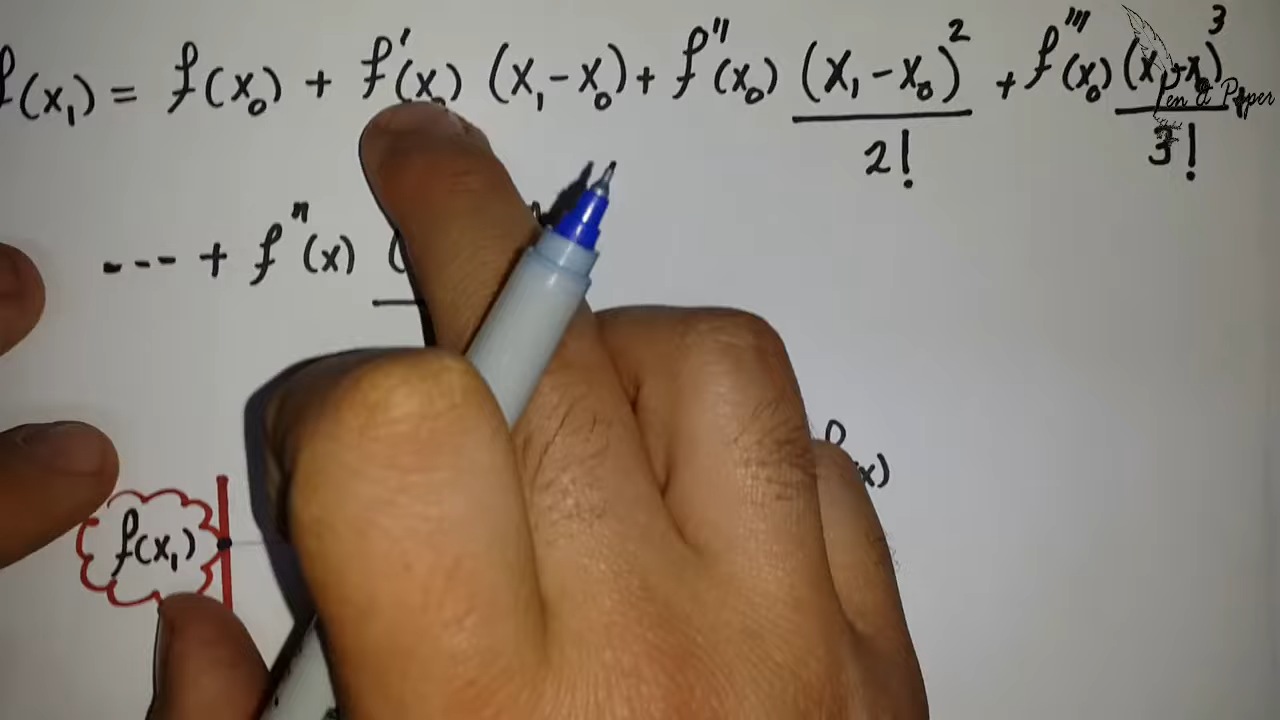 f(x₁) = f(x₀) + f'(x₀) (x₁-x₀) + f''(x₀) (x₁-x₀)² / 2! + f'''(x₀) (x₁-x₀)³ / 3! +
Pen & Paper
---- + fⁿ(x) (
f(x)
f(x₁)